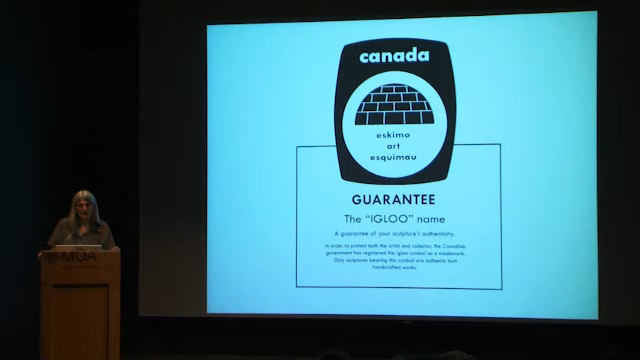 canada
eskimo
art
esquimau
GUARANTEE
The "IGLOO" name
A guarantee of your sculpture's authenticity.
In order to protect both the artist and collector, the Canadian
government has registered the igloo symbol as a trademark.
Only sculptures bearing this symbol are authentic Inuit
handcrafted works.
MOA